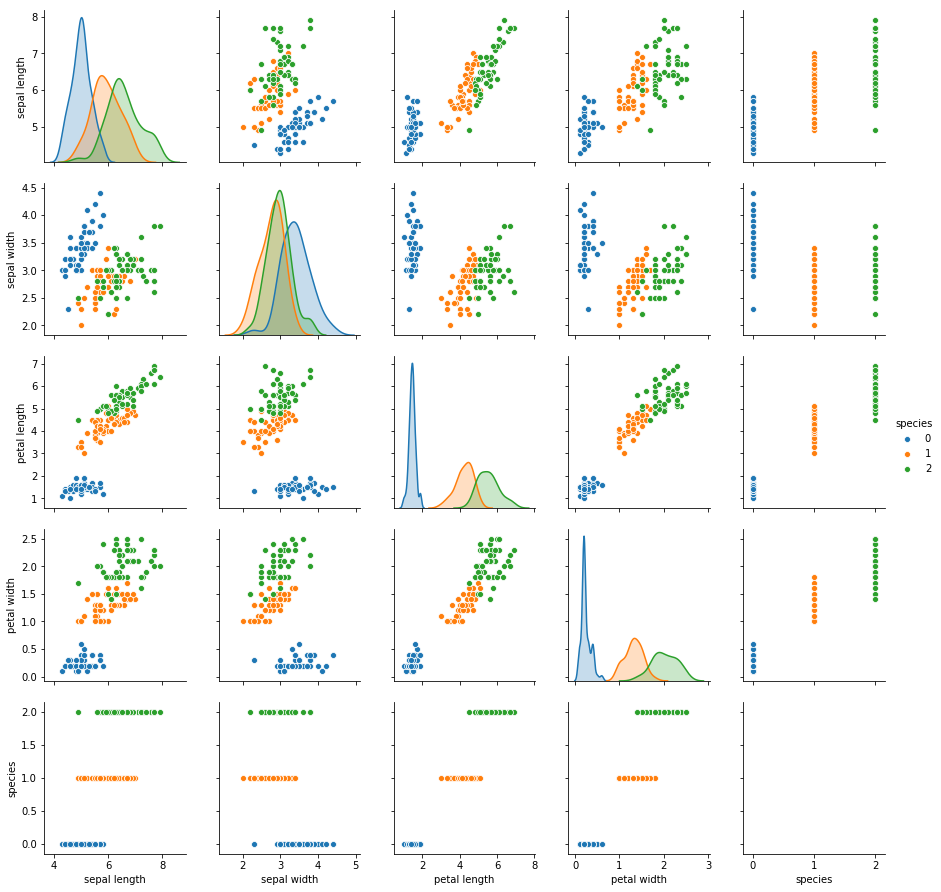 8
7
6
5
sepal length
4.5
4.0
3.5
3.0
2.5
2.0
sepal width
7
6
5
4
3
2
1
petal length
species
0
1
2
2.5
2.0
1.5
1.0
0.5
0.0
petal width
2.0
1.5
1.0
0.5
0.0
species
4 6 8
2 3 4 5
2 4 6 8
0 1 2 3
0 1 2
sepal length
sepal width
petal length
petal width
species